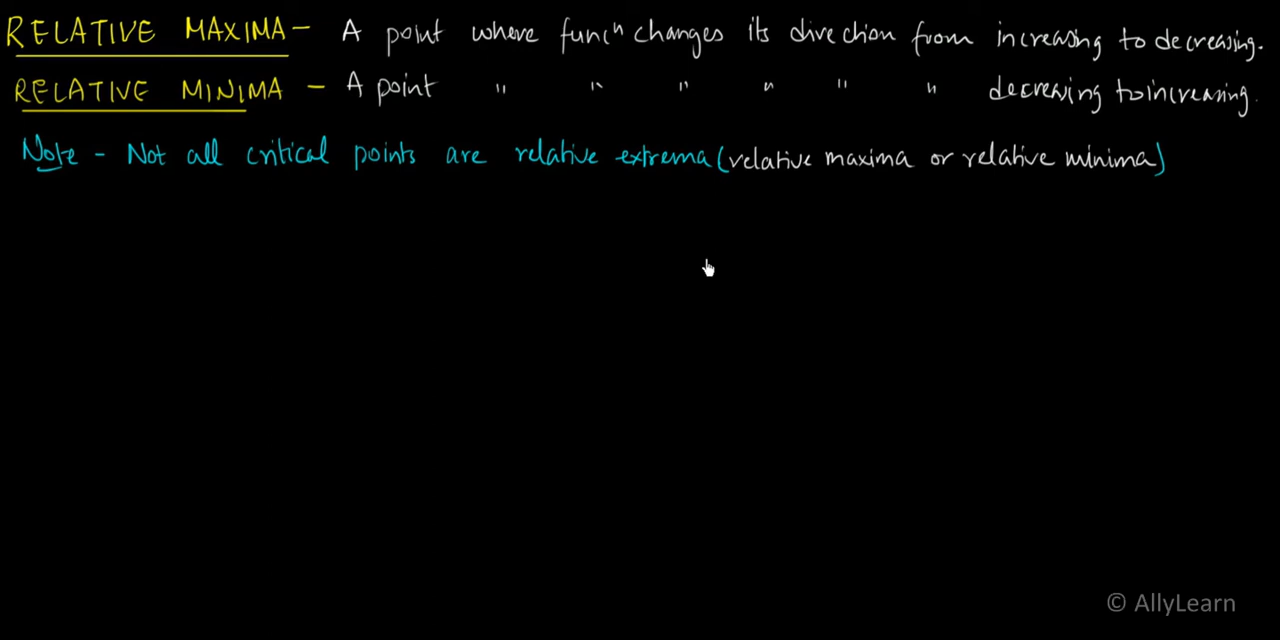 RELATIVE MAXIMA - A point where funcⁿ changes its direction from increasing to decreasing.
RELATIVE MINIMA - A point " " " " " " decreasing to increasing.
Note - Not all critical points are relative extrema (relative maxima or relative minima)
© AllyLearn